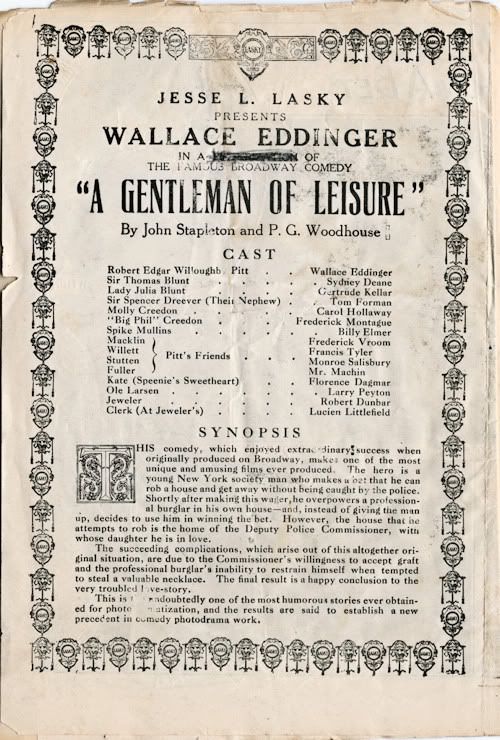 LASKY
JESSE L. LASKY
PRESENTS
WALLACE EDDINGER
IN A OF
THE FAMOUS BROADWAY COMEDY
"A GENTLEMAN OF LEISURE"
By John Stapleton and P. G. Woodhouse
CAST
Robert Edgar Willoughb Pitt . . Wallace Eddinger
Sir Thomas Blunt . . . . . Sydney Deane
Lady Julia Blunt . . . . . Gertrude Kellar
Sir Spencer Dreever (Their Nephew) . . Tom Forman
Molly Creedon . . . . . Carol Hollaway
"Big Phil" Creedon . . . . Frederick Montague
Spike Mullins . . . . . Billy Elmer
Macklin Frederick Vroom
Willett Francis Tyler
Pitt's Friends . . .
Stutten Monroe Salisbury
Fuller Mr. Machin
Kate (Speenie's Sweetheart) . . . Florence Dagmar
Ole Larsen . . . . . . Larry Peyton
Jeweler . . . . . . Robert Dunbar
Clerk (At Jeweler's) . . . . Lucien Littlefield
SYNOPSIS
THIS comedy, which enjoyed extraordinary success when
originally produced on Broadway, makes one of the most
unique and amusing films ever produced. The hero is a
young New York society man who makes a bet that he can
rob a house and get away without being caught by the police.
Shortly after making this wager, he overpowers a profession-
al burglar in his own house—and, instead of giving the man
up, decides to use him in winning the bet. However, the house that he
attempts to rob is the home of the Deputy Police Commissioner, with
whose daughter he is in love.
The succeeding complications, which arise out of this altogether ori-
ginal situation, are due to the Commissioner's willingness to accept graft
and the professional burglar's inability to restrain himself when tempted
to steal a valuable necklace. The final result is a happy conclusion to the
very troubled love-story.
This is undoubtedly one of the most humorous stories ever obtain-
ed for photo matization, and the results are said to establish a new
precedent in comedy photodrama work.